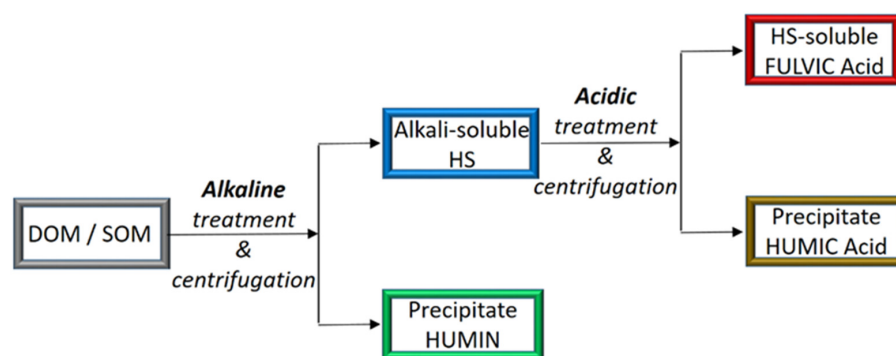 DOM / SOM
Alkaline
treatment
&
centrifugation
Alkali-soluble
HS
Precipitate
HUMIN
Acidic
treatment
&
centrifugation
HS-soluble
FULVIC Acid
Precipitate
HUMIC Acid